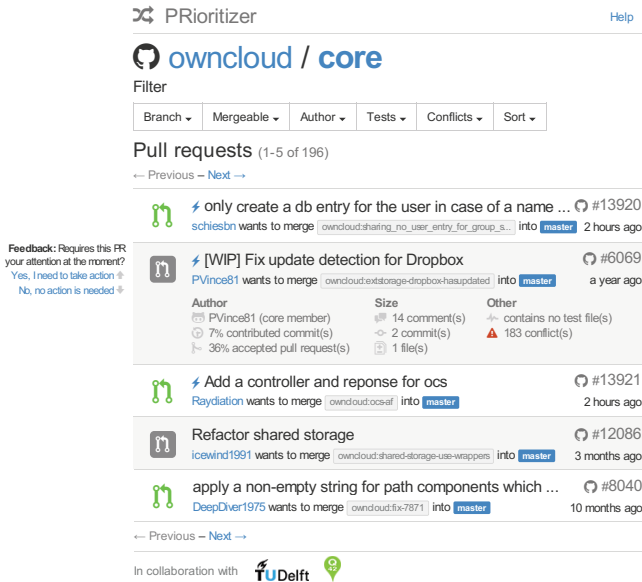 PRioritizer Help
owncloud / core
Filter
Branch Mergeable Author Tests Conflicts Sort
Pull requests (1-5 of 196)
← Previous – Next →
only create a db entry for the user in case of a name ... #13920
schiesbn wants to merge owncloud:sharing_no_user_entry_for_group_s... into master 2 hours ago
Feedback: Requires this PR
your attention at the moment?
Yes, I need to take action
No, no action is needed
[WIP] Fix update detection for Dropbox #6069
PVince81 wants to merge owncloud:extstorage-dropbox-hasupdated into master a year ago
Author Size Other
PVince81 (core member) 14 comment(s) contains no test file(s)
7% contributed commit(s) 2 commit(s) 183 conflict(s)
36% accepted pull request(s) 1 file(s)
Add a controller and reponse for ocs #13921
Raydiation wants to merge owncloud:ocs-af into master 2 hours ago
Refactor shared storage #12086
icewind1991 wants to merge owncloud:shared-storage-use-wrappers into master 3 months ago
apply a non-empty string for path components which ... #8040
DeepDiver1975 wants to merge owncloud:fix-7871 into master 10 months ago
← Previous – Next →
In collaboration with TUDelft Q 42